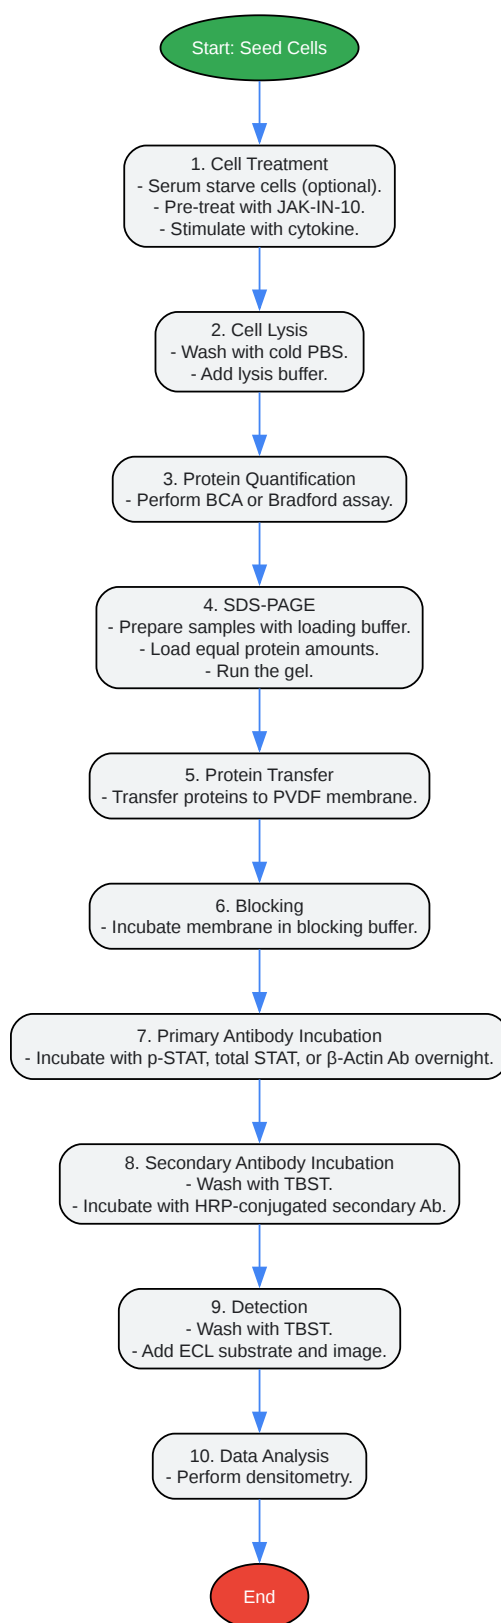 Start: Seed Cells
1. Cell Treatment
- Serum starve cells (optional).
- Pre-treat with JAK-IN-10.
- Stimulate with cytokine.
2. Cell Lysis
- Wash with cold PBS.
- Add lysis buffer.
3. Protein Quantification
- Perform BCA or Bradford assay.
4. SDS-PAGE
- Prepare samples with loading buffer.
- Load equal protein amounts.
- Run the gel.
5. Protein Transfer
- Transfer proteins to PVDF membrane.
6. Blocking
- Incubate membrane in blocking buffer.
7. Primary Antibody Incubation
- Incubate with p-STAT, total STAT, or β-Actin Ab overnight.
8. Secondary Antibody Incubation
- Wash with TBST.
- Incubate with HRP-conjugated secondary Ab.
9. Detection
- Wash with TBST.
- Add ECL substrate and image.
10. Data Analysis
- Perform densitometry.
End